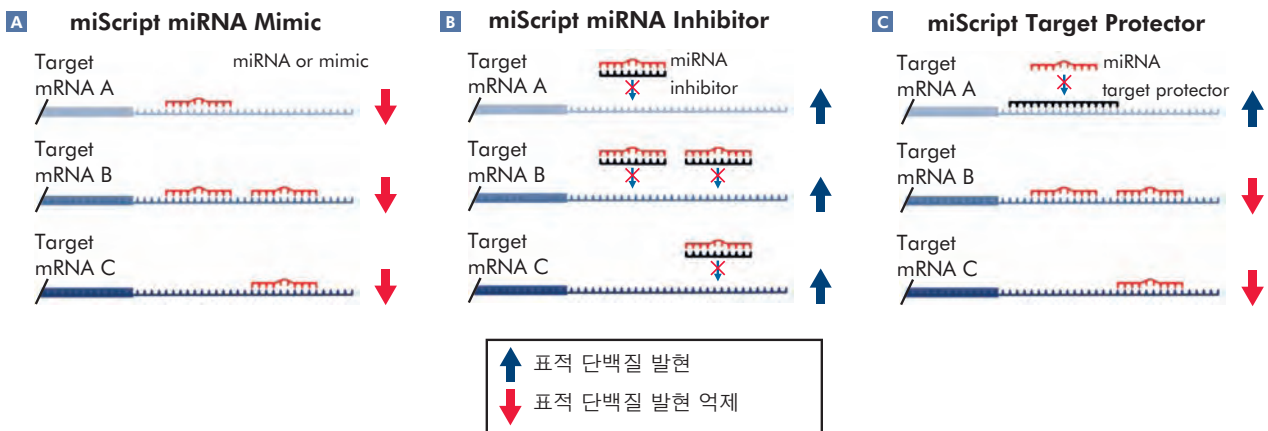 A miScript miRNA Mimic
Target
mRNA A
miRNA or mimic
Target
mRNA B
Target
mRNA C
B miScript miRNA Inhibitor
Target
mRNA A
miRNA
inhibitor
Target
mRNA B
Target
mRNA C
C miScript Target Protector
Target
mRNA A
miRNA
target protector
Target
mRNA B
Target
mRNA C
표적 단백질 발현
표적 단백질 발현 억제